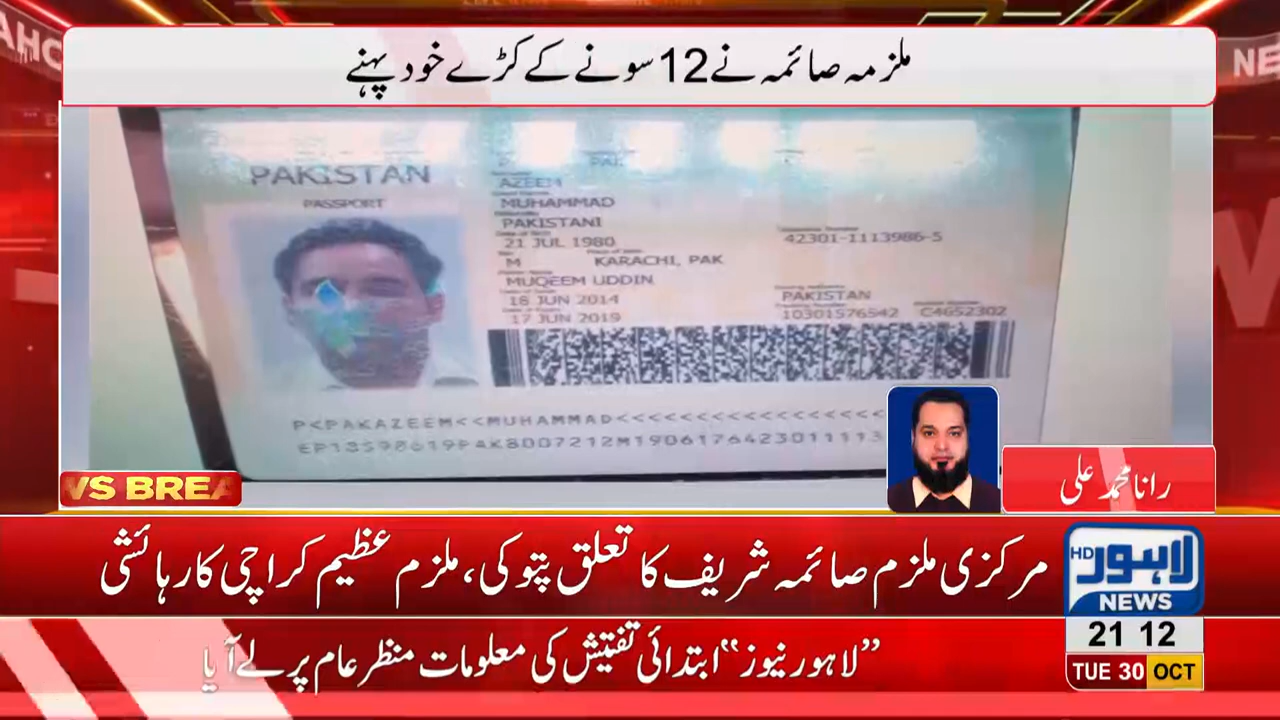 ملزمہ صائمہ نے 12 سونے کے کڑے خود پہنے
PAKISTAN
PASSPORT
AZEEM
MUHAMMAD
PAKISTANI
21 JUL 1980
42301-1113986-5
M KARACHI, PAK
MUQEEM UDDIN
18 JUN 2014 PAKISTAN
17 JUN 2019 10301576542
P<PAKAZEEM<<MUHAMMAD<<<<<<<<<<<<<<<<<<
VS BREA
رانا محمد علی
مرکزی ملزم صائمہ شریف کا تعلق پتوکی، ملزم عظیم کراچی کا رہائشی
HD لاہور
NEWS
21 12
TUE 30 OCT
”لاہور نیوز“ ابتدائی تفتیش کی معلومات منظر عام پر لے آیا